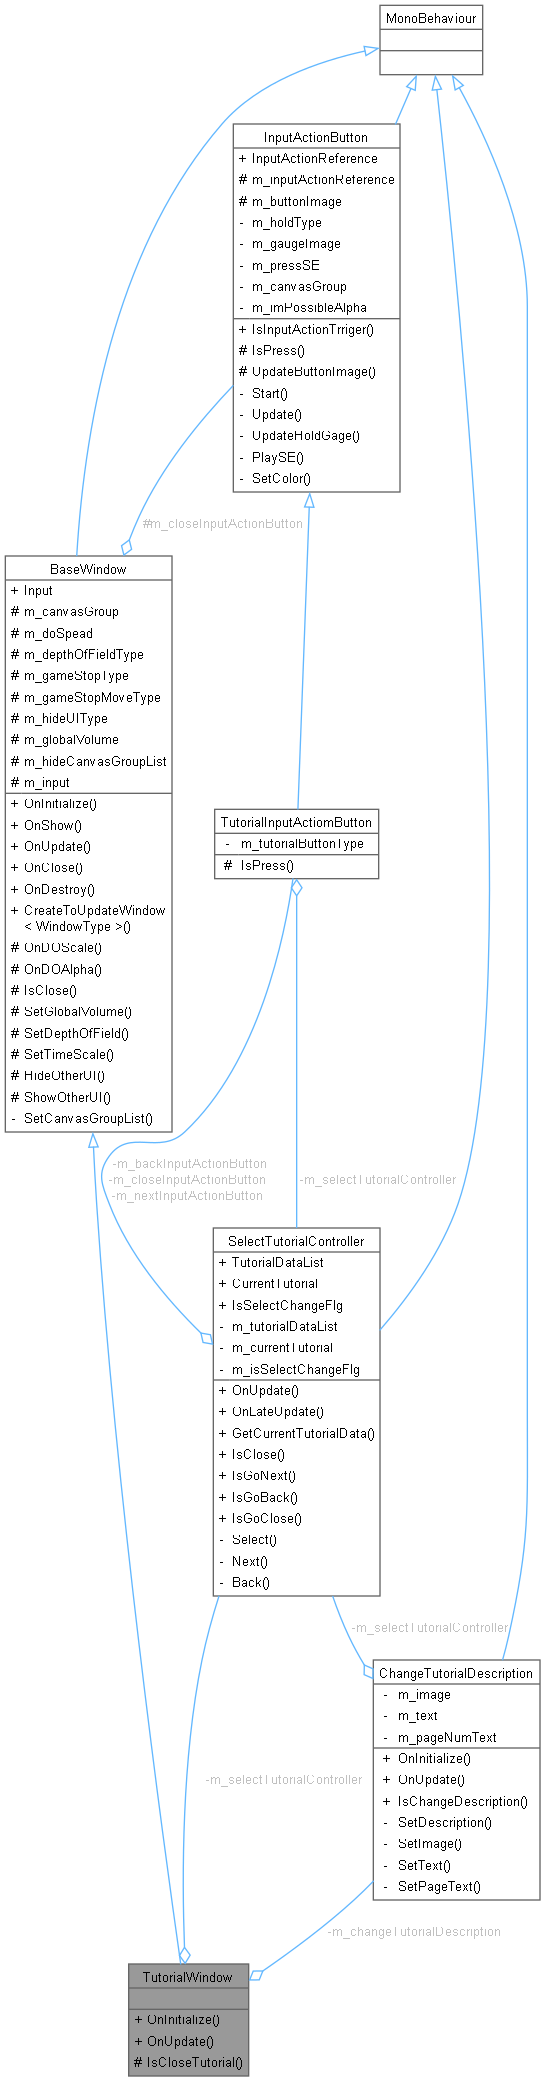 MonoBehaviour
InputActionButton
+ InputActionReference
# m_inputActionReference
# m_buttonImage
- m_holdType
- m_gaugeImage
- m_pressSE
- m_canvasGroup
- m_imPossibleAlpha
+ IsInputActionTrriger()
# IsPress()
# UpdateButtonImage()
- Start()
- Update()
- UpdateHoldGage()
- PlaySE()
- SetColor()
#m_closeInputActionButton
BaseWindow
+ Input
# m_canvasGroup
# m_doSpead
# m_depthOfFieldType
# m_gameStopType
# m_gameStopMoveType
# m_hideUIType
# m_globalVolume
# m_hideCanvasGroupList
# m_input
+ OnInitialize()
+ OnShow()
+ OnUpdate()
+ OnClose()
+ OnDestroy()
+ CreateToUpdateWindow
< WindowType >()
# OnDOScale()
# OnDOAlpha()
# IsClose()
# SetGlobalVolume()
# SetDepthOfField()
# SetTimeScale()
# HideOtherUI()
# ShowOtherUI()
- SetCanvasGroupList()
TutorialInputActiomButton
- m_tutorialButtonType
# IsPress()
-m_backInputActionButton
-m_closeInputActionButton
-m_nextInputActionButton
-m_selectTutorialController
SelectTutorialController
+ TutorialDataList
+ CurrentTutorial
+ IsSelectChangeFlg
- m_tutorialDataList
- m_currentTutorial
- m_isSelectChangeFlg
+ OnUpdate()
+ OnLateUpdate()
+ GetCurrentTutorialData()
+ IsClose()
+ IsGoNext()
+ IsGoBack()
+ IsGoClose()
- Select()
- Next()
- Back()
-m_selectTutorialController
ChangeTutorialDescription
- m_image
- m_text
- m_pageNumText
+ OnInitialize()
+ OnUpdate()
+ IsChangeDescription()
- SetDescription()
- SetImage()
- SetText()
- SetPageText()
-m_selectTutorialController
-m_changeTutorialDescription
TutorialWindow
+ OnInitialize()
+ OnUpdate()
# IsCloseTutorial()